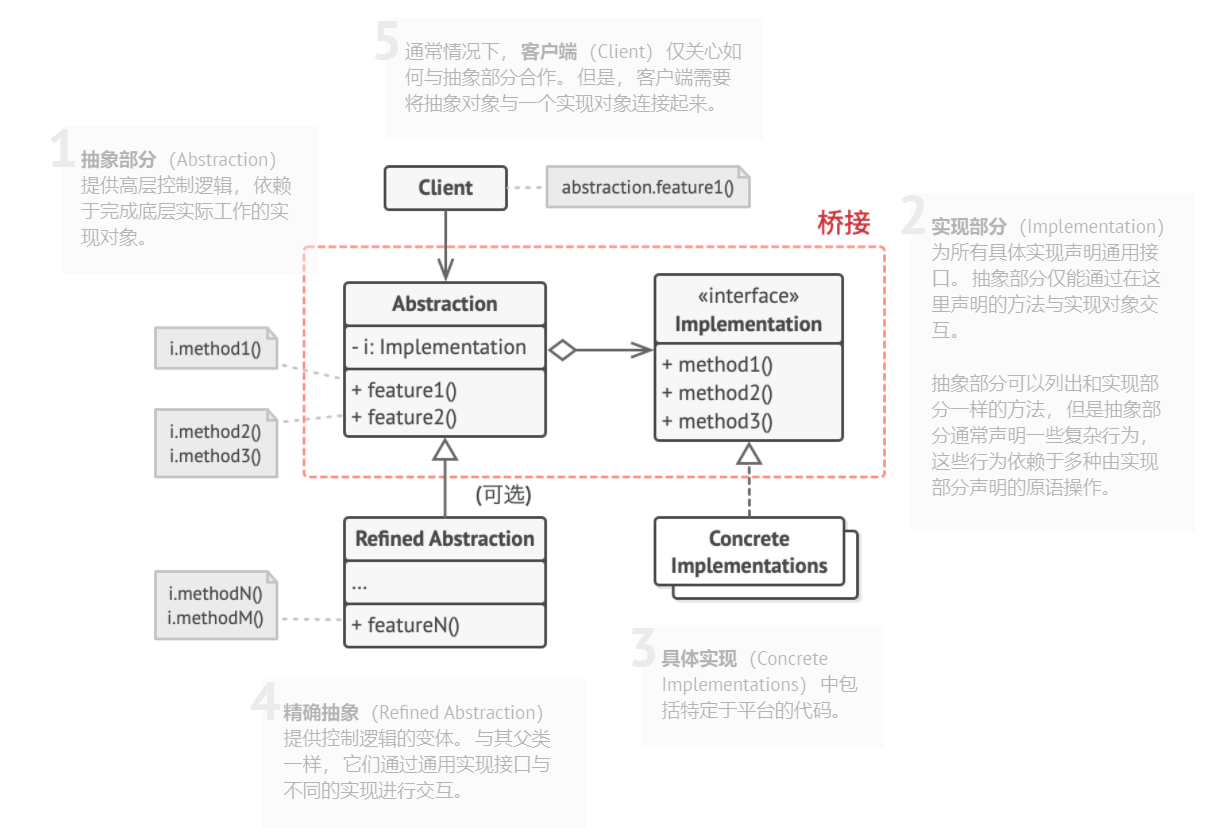 5
通常情况下，客户端（Client）仅关心如
何与抽象部分合作。但是，客户端需要
将抽象对象与一个实现对象连接起来。
1
抽象部分（Abstraction）
提供高层控制逻辑，依赖
于完成底层实际工作的实
现对象。
Client
abstraction.feature1()
桥接
2
实现部分（Implementation）
为所有具体实现声明通用接
口。抽象部分仅能通过在这
里声明的方法与实现对象交
互。
抽象部分可以列出和实现部
分一样的方法，但是抽象部
分通常声明一些复杂行为，
这些行为依赖于多种由实现
部分声明的原语操作。
Abstraction
- i: Implementation
+ feature1()
+ feature2()
«interface»
Implementation
+ method1()
+ method2()
+ method3()
i.method1()
i.method2()
i.method3()
(可选)
Refined Abstraction
...
+ featureN()
Concrete
Implementations
i.methodN()
i.methodM()
3
具体实现（Concrete
Implementations）中包
括特定于平台的代码。
4
精确抽象（Refined Abstraction）
提供控制逻辑的变体。与其父类
一样，它们通过通用实现接口与
不同的实现进行交互。